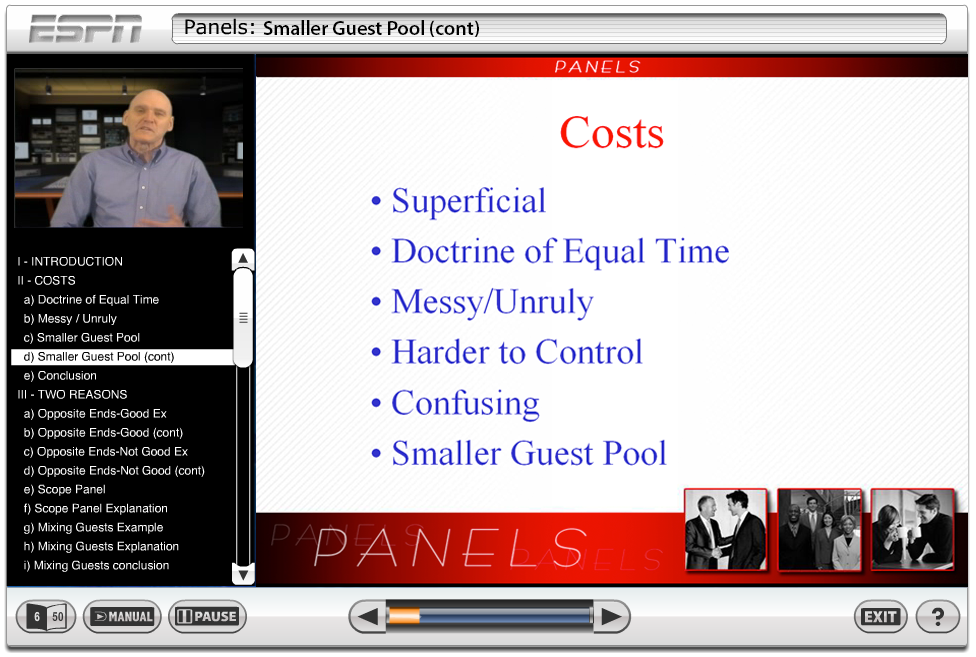 ESPN
Panels: Smaller Guest Pool (cont)
PANELS
Costs
• Superficial
• Doctrine of Equal Time
• Messy/Unruly
• Harder to Control
• Confusing
• Smaller Guest Pool
I - INTRODUCTION
II - COSTS
a) Doctrine of Equal Time
b) Messy / Unruly
c) Smaller Guest Pool
d) Smaller Guest Pool (cont)
e) Conclusion
III - TWO REASONS
a) Opposite Ends-Good Ex
b) Opposite Ends-Good (cont)
c) Opposite Ends-Not Good Ex
d) Opposite Ends-Not Good (cont)
e) Scope Panel
f) Scope Panel Explanation
g) Mixing Guests Example
h) Mixing Guests Explanation
i) Mixing Guests conclusion
PANELS
PANELS
PANELS
6 50
MANUAL
PAUSE
EXIT
?